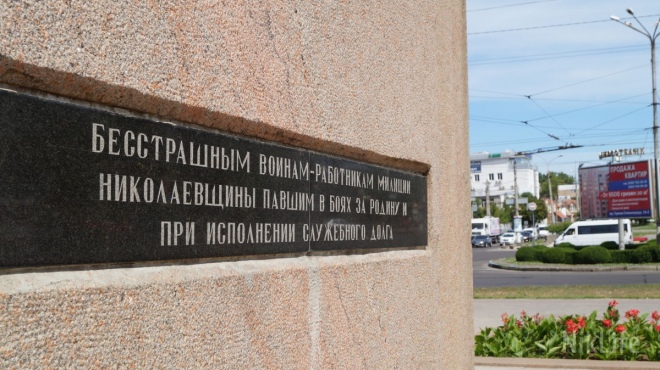 БЕССТРАШНЫМ ВОИНАМ-РАБОТНИКАМ МИЛИЦИИ
НИКОЛАЕВЩИНЫ ПАВШИМ В БОЯХ ЗА РОДИНУ И
ПРИ ИСПОЛНЕНИИ СЛУЖЕБНОГО ДОЛГА
ПРОДАЖА
КВАРТИР
NikLife